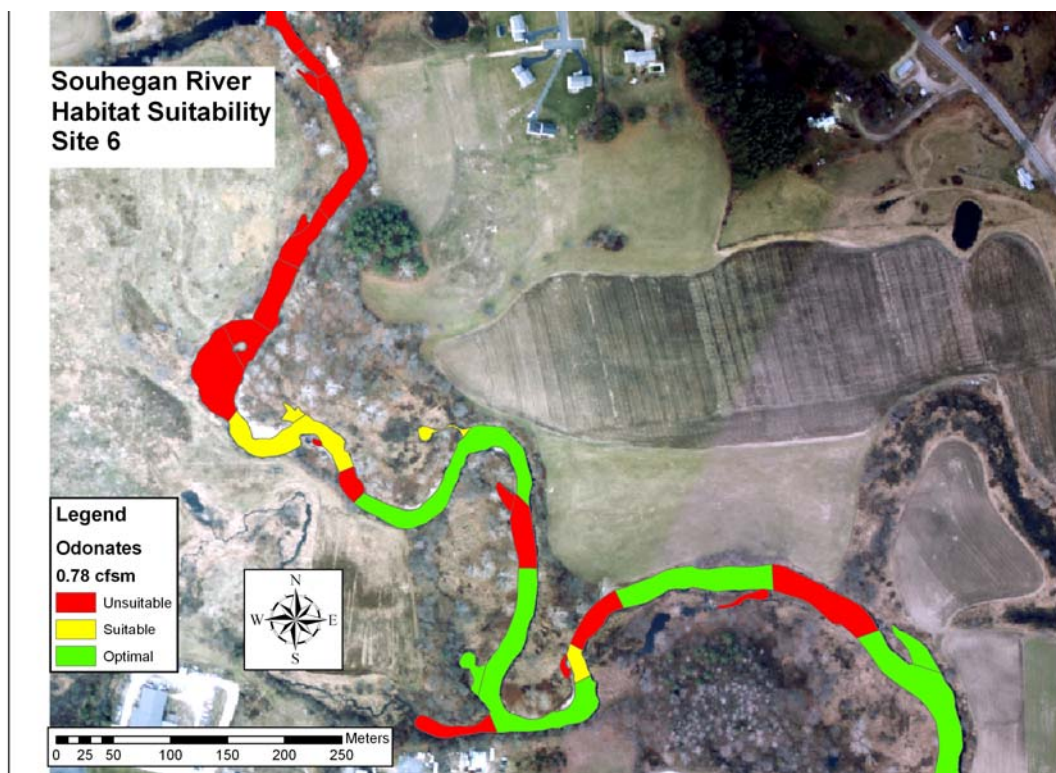 Souhegan River
Habitat Suitability
Site 6
Legend
Odonates
0.78 cfsm
Unsuitable
Suitable
Optimal
N
W E
S
Meters
0 25 50 100 150 200 250